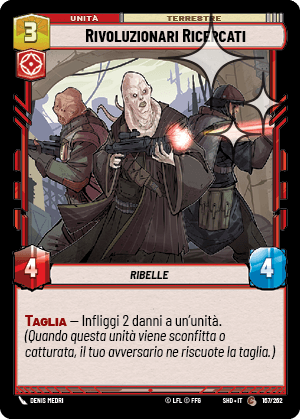 UNITÀ
TERRESTRE
3
RIVOLUZIONARI RICERCATI
4
4
RIBELLE
TAGLIA — Infliggi 2 danni a un'unità.
(Quando questa unità viene sconfitta o
catturata, il tuo avversario ne riscuote la taglia.)
DENIS MEDRI
© LFL © FFG
SHD • IT
167/262